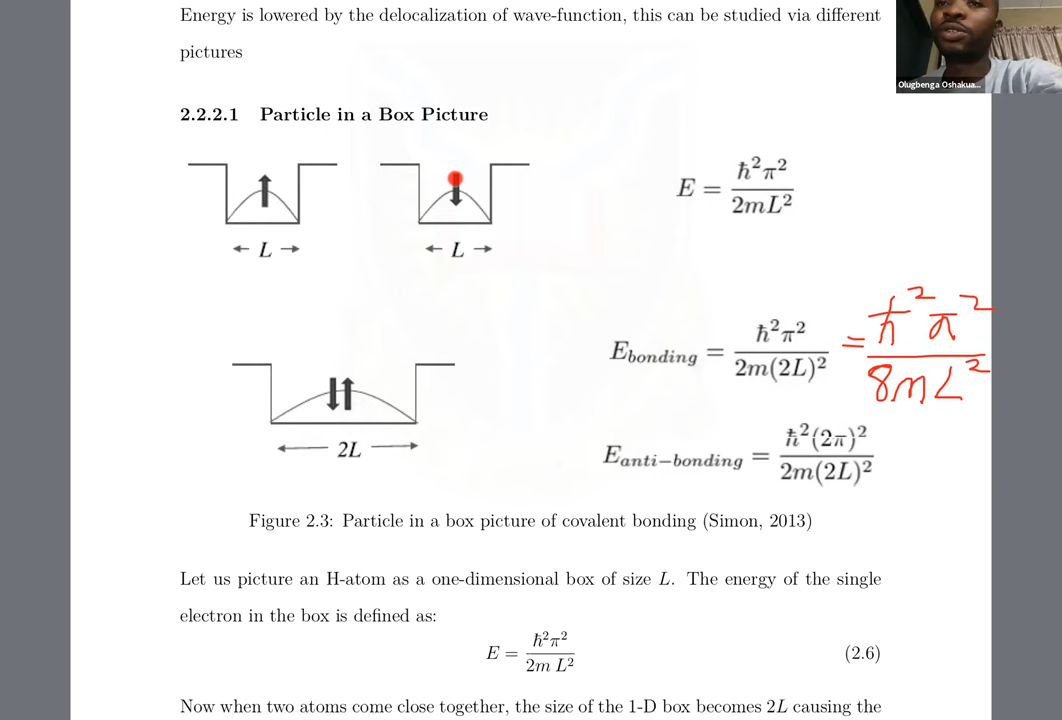 Energy is lowered by the delocalization of wave-function, this can be studied via different
pictures
Olugbenga Oshakua...
2.2.2.1 Particle in a Box Picture
E = ℏ²π² / 2mL²
← L →
← L →
E_bonding = ℏ²π² / 2m(2L)² = ℏ²π² / 8mL²
← 2L →
E_anti−bonding = ℏ²(2π)² / 2m(2L)²
Figure 2.3: Particle in a box picture of covalent bonding (Simon, 2013)
Let us picture an H-atom as a one-dimensional box of size L. The energy of the single
electron in the box is defined as:
E = ℏ²π² / 2m L² (2.6)
Now when two atoms come close together, the size of the 1-D box becomes 2L causing the